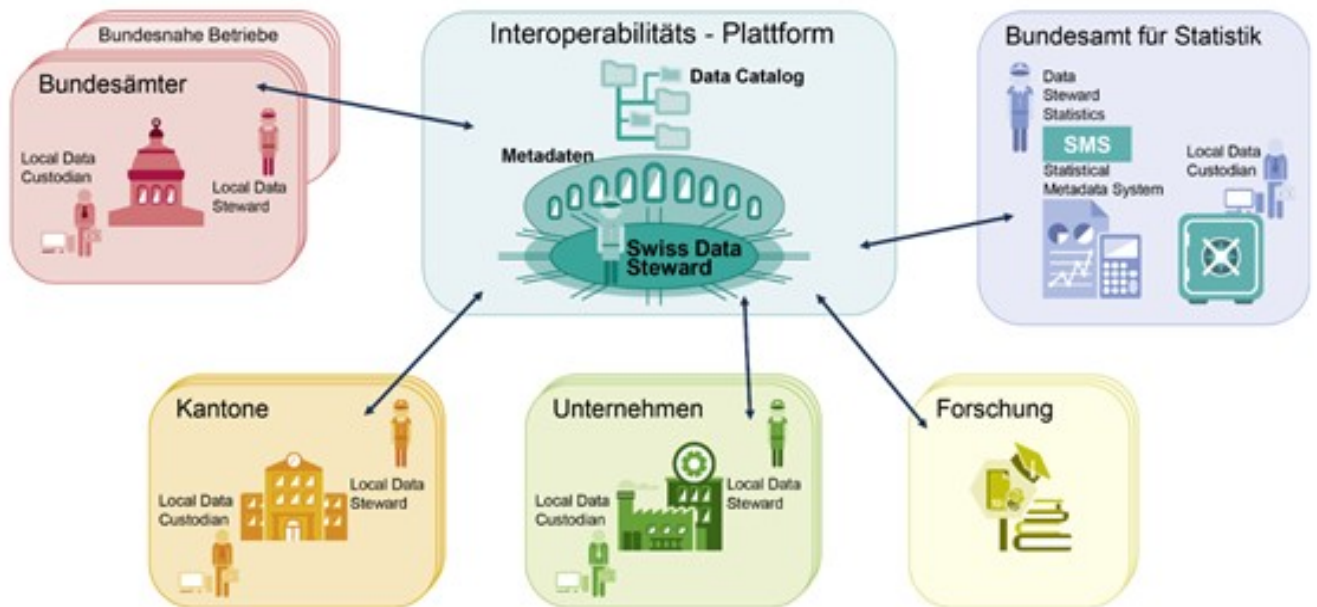 Bundesnahe Betriebe
Bundesämter
Local Data
Custodian
Local Data
Steward
Interoperabilitäts - Plattform
Data Catalog
Metadaten
Swiss Data
Steward
Bundesamt für Statistik
Data
Steward
Statistics
SMS
Statistical
Metadata System
Local Data
Custodian
Kantone
Local Data
Custodian
Local Data
Steward
Unternehmen
Local Data
Custodian
Local Data
Steward
Forschung